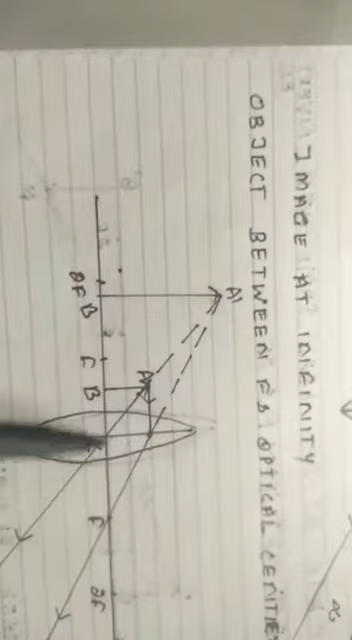 IMAGE AT INFINITY
OBJECT BETWEEN F & OPTICAL CENTRE
A'
A
2F B F B F 2F